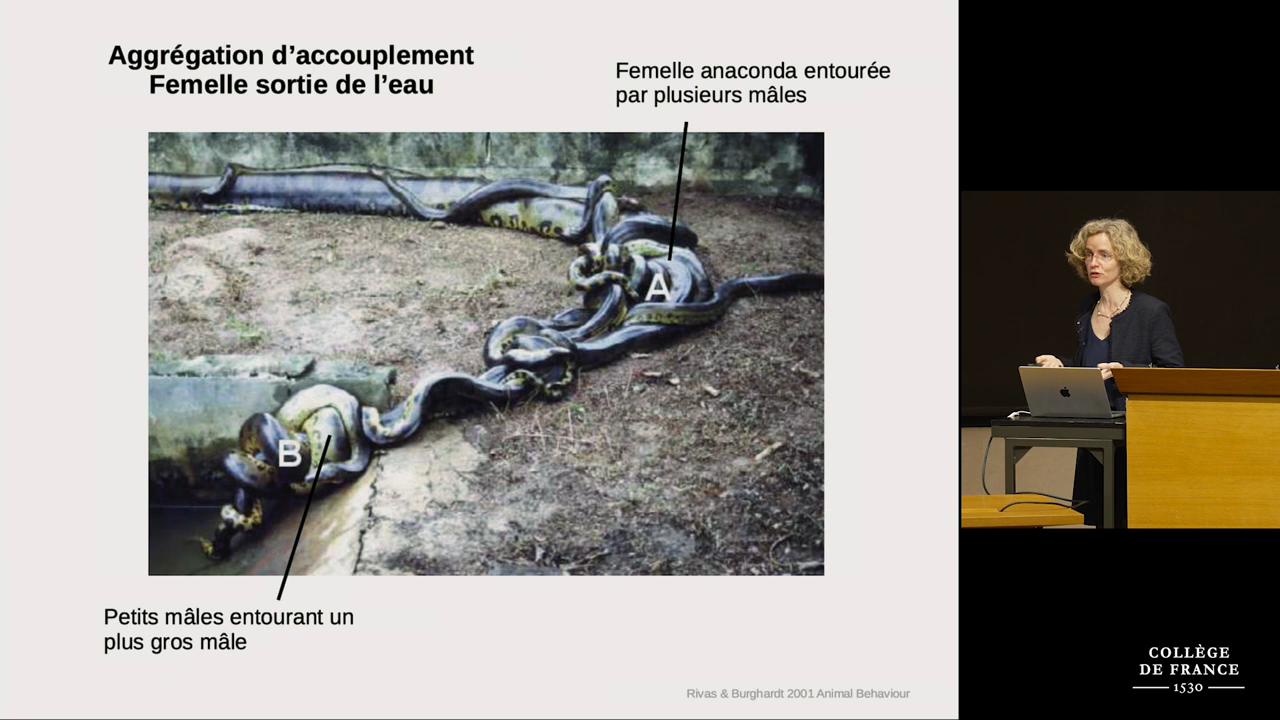 Aggrégation d’accouplement
Femelle sortie de l’eau
Femelle anaconda entourée
par plusieurs mâles
A
B
Petits mâles entourant un
plus gros mâle
Rivas & Burghardt 2001 Animal Behaviour
COLLÈGE
DE FRANCE
1530